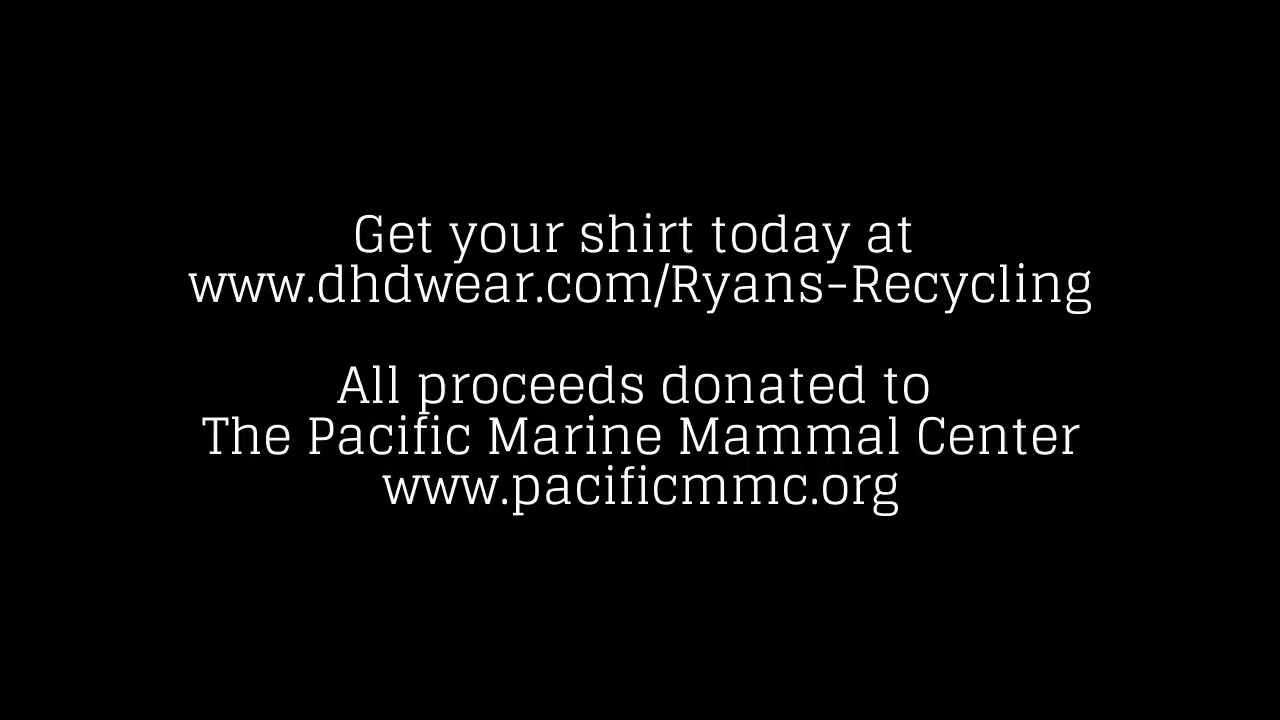 Get your shirt today at
www.dhdwear.com/Ryans-Recycling
All proceeds donated to
The Pacific Marine Mammal Center
www.pacificmmc.org